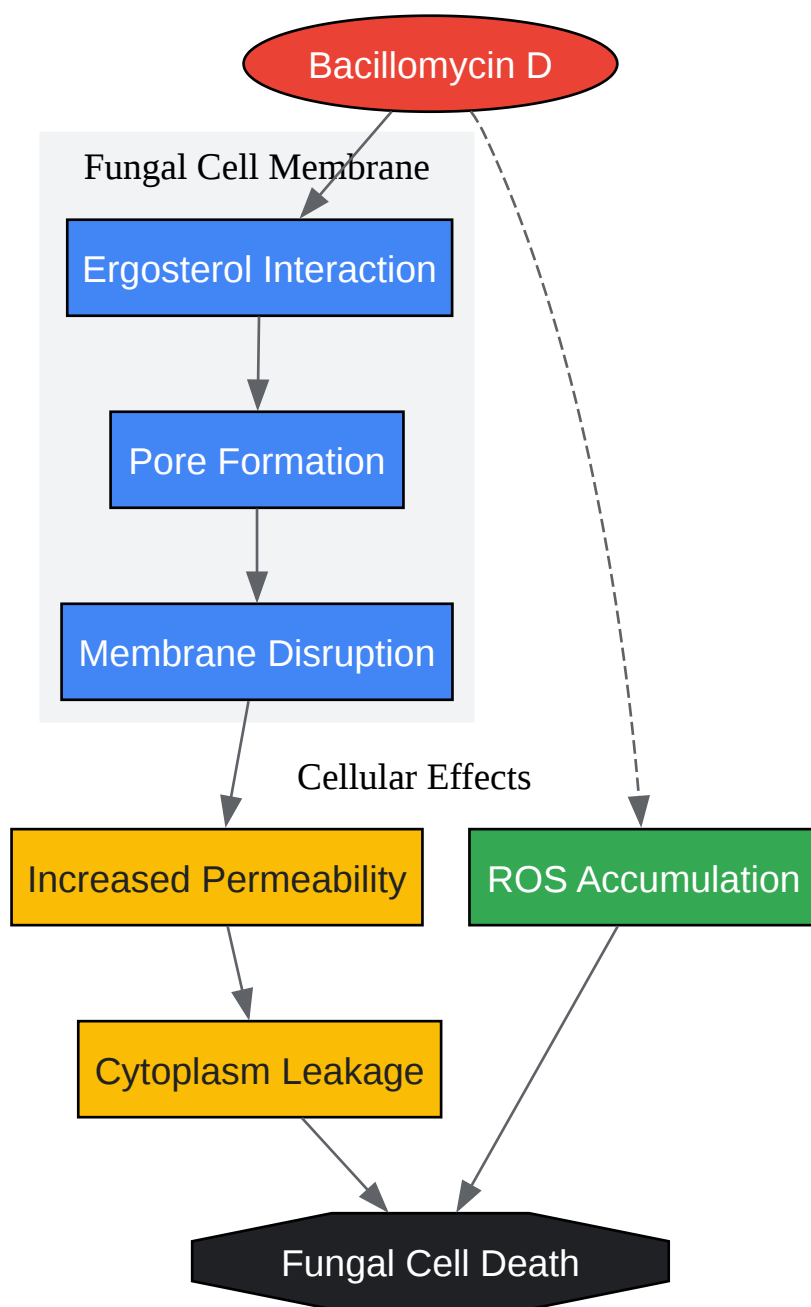 Bacillomycin D
Fungal Cell Membrane
Ergosterol Interaction
Pore Formation
Membrane Disruption
Cellular Effects
Increased Permeability
ROS Accumulation
Cytoplasm Leakage
Fungal Cell Death